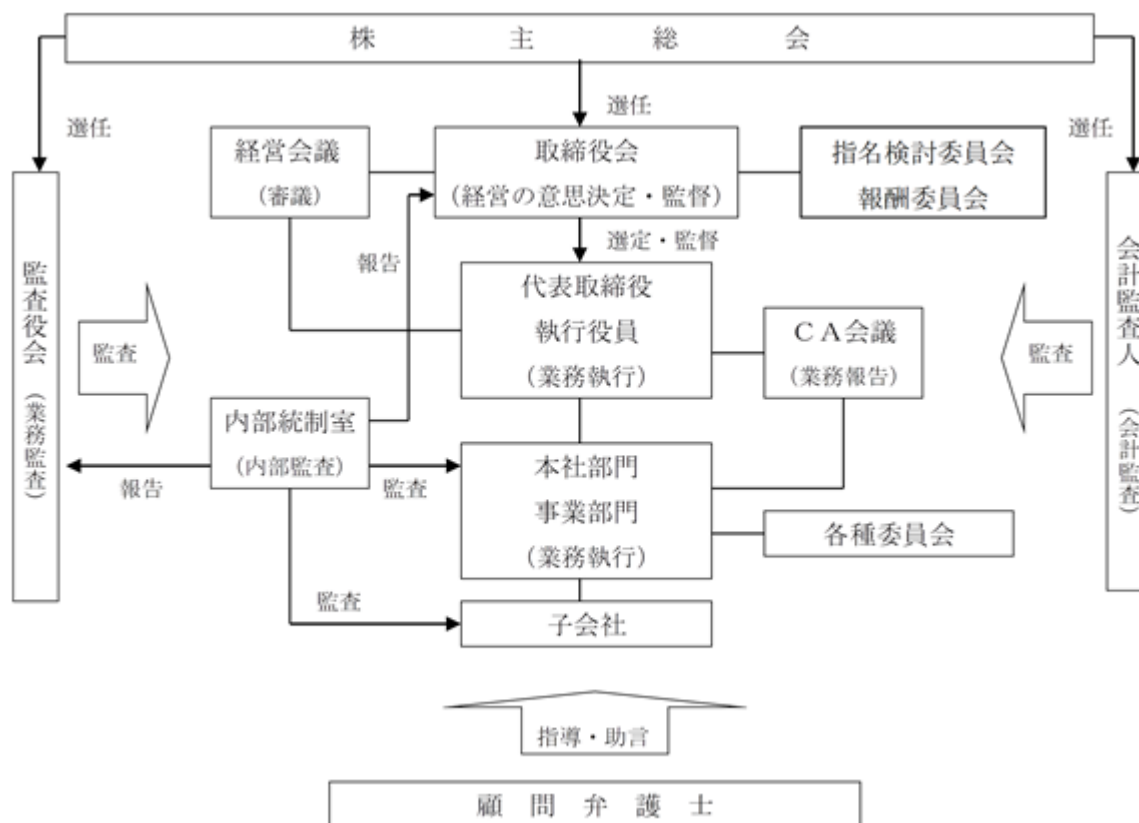 株主総会
選任
選任
選任
経営会議
（審議）
取締役会
（経営の意思決定・監督）
指名検討委員会
報酬委員会
報告
選定・監督
監査役会（業務監査）
会計監査人（会計監査）
代表取締役
執行役員
（業務執行）
ＣＡ会議
（業務報告）
監査
監査
内部統制室
（内部監査）
報告
監査
本社部門
事業部門
（業務執行）
各種委員会
監査
子会社
指導・助言
顧問弁護士